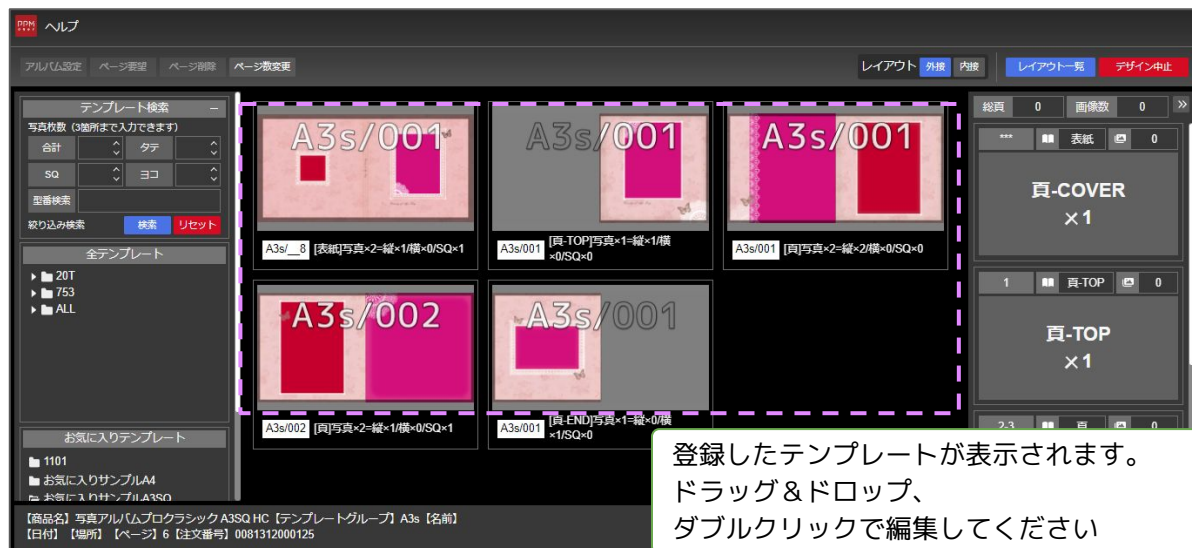 PPM ヘルプ
アルバム設定 ページ要望 ページ削除 ページ数変更
レイアウト 外接 内接 レイアウト一覧 デザイン中止
テンプレート検索 −
写真枚数 (3箇所まで入力できます)
合計 タテ
SQ ヨコ
型番検索
絞り込み検索 検索 リセット
全テンプレート
20T
753
ALL
お気に入りテンプレート
1101
お気に入りサンプルA4
お気に入りサンプルA3SQ
A3s/001
A3s/__8 [表紙]写真×2=縦×1/横×0/SQ×1
A3s/001
A3s/001 [頁-TOP]写真×1=縦×1/横
×0/SQ×0
A3s/001
A3s/001 [頁]写真×2=縦×2/横×0/SQ×0
A3s/002
A3s/002 [頁]写真×2=縦×1/横×0/SQ×1
A3s/001
A3s/001 [頁-END]写真×1=縦×0/横
×1/SQ×0
総頁 0 画像数 0 »
*** 表紙 0
頁-COVER
×1
1 頁-TOP 0
頁-TOP
×1
2-3 頁 0
登録したテンプレートが表示されます。
ドラッグ&ドロップ、
ダブルクリックで編集してください
【商品名】写真アルバムプロクラシック A3SQ HC【テンプレートグループ】A3s【名前】
【日付】【場所】【ページ】6【注文番号】0081312000125